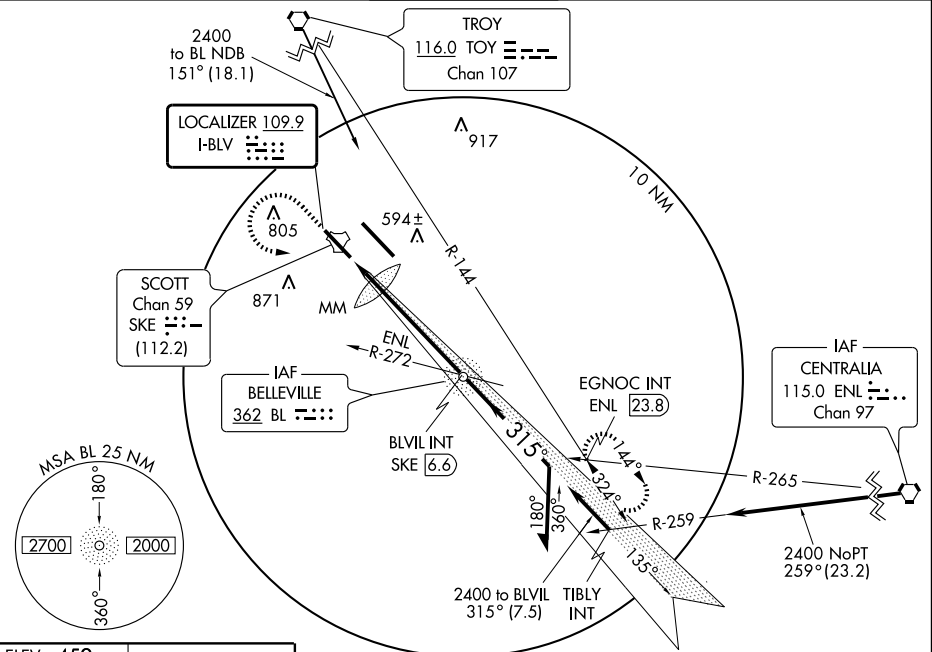 TROY
116.0 TOY
Chan 107
2400
to BL NDB
151° (18.1)
LOCALIZER 109.9
I-BLV
917
10 NM
805
594±
R-144
SCOTT
Chan 59
SKE
(112.2)
871
MM
ENL
R-272
IAF
BELLEVILLE
362 BL
BLVIL INT
SKE 6.6
EGNOC INT
ENL 23.8
IAF
CENTRALIA
115.0 ENL
Chan 97
315°
144°
324°
R-265
R-259
180°
360°
2400 NoPT
259° (23.2)
135°
2400 to BLVIL
315° (7.5)
TIBLY
INT
MSA BL 25 NM
180°
2700
2000
360°